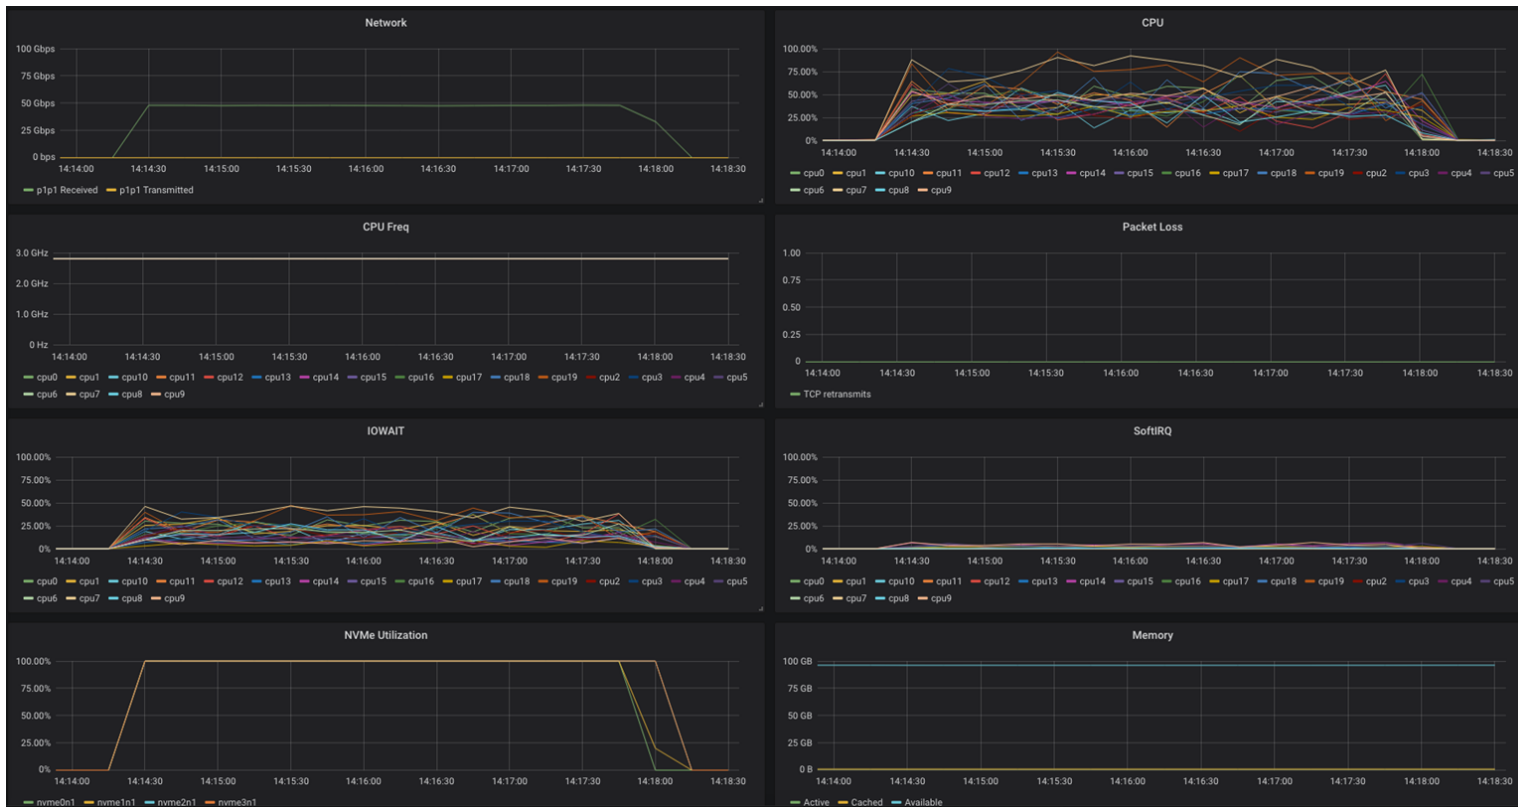 Network
100 Gbps
75 Gbps
50 Gbps
25 Gbps
0 bps
14:14:00 14:14:30 14:15:00 14:15:30 14:16:00 14:16:30 14:17:00 14:17:30 14:18:00 14:18:30
p1p1 Received p1p1 Transmitted
CPU
100.00%
75.00%
50.00%
25.00%
0%
14:14:00 14:14:30 14:15:00 14:15:30 14:16:00 14:16:30 14:17:00 14:17:30 14:18:00 14:18:30
cpu0 cpu1 cpu10 cpu11 cpu12 cpu13 cpu14 cpu15 cpu16 cpu17 cpu18 cpu19 cpu2 cpu3 cpu4 cpu5
cpu6 cpu7 cpu8 cpu9
CPU Freq
3.0 GHz
2.0 GHz
1.0 GHz
0 Hz
14:14:00 14:14:30 14:15:00 14:15:30 14:16:00 14:16:30 14:17:00 14:17:30 14:18:00 14:18:30
cpu0 cpu1 cpu10 cpu11 cpu12 cpu13 cpu14 cpu15 cpu16 cpu17 cpu18 cpu19 cpu2 cpu3 cpu4 cpu5
cpu6 cpu7 cpu8 cpu9
Packet Loss
1.00
0.75
0.50
0.25
0
14:14:00 14:14:30 14:15:00 14:15:30 14:16:00 14:16:30 14:17:00 14:17:30 14:18:00 14:18:30
TCP retransmits
IOWAIT
100.00%
75.00%
50.00%
25.00%
0%
14:14:00 14:14:30 14:15:00 14:15:30 14:16:00 14:16:30 14:17:00 14:17:30 14:18:00 14:18:30
cpu0 cpu1 cpu10 cpu11 cpu12 cpu13 cpu14 cpu15 cpu16 cpu17 cpu18 cpu19 cpu2 cpu3 cpu4 cpu5
cpu6 cpu7 cpu8 cpu9
SoftIRQ
100.00%
75.00%
50.00%
25.00%
0%
14:14:00 14:14:30 14:15:00 14:15:30 14:16:00 14:16:30 14:17:00 14:17:30 14:18:00 14:18:30
cpu0 cpu1 cpu10 cpu11 cpu12 cpu13 cpu14 cpu15 cpu16 cpu17 cpu18 cpu19 cpu2 cpu3 cpu4 cpu5
cpu6 cpu7 cpu8 cpu9
NVMe Utilization
100.00%
75.00%
50.00%
25.00%
0%
14:14:00 14:14:30 14:15:00 14:15:30 14:16:00 14:16:30 14:17:00 14:17:30 14:18:00 14:18:30
nvme0n1 nvme1n1 nvme2n1 nvme3n1
Memory
100 GB
75 GB
50 GB
25 GB
0 B
14:14:00 14:14:30 14:15:00 14:15:30 14:16:00 14:16:30 14:17:00 14:17:30 14:18:00 14:18:30
Active Cached Available